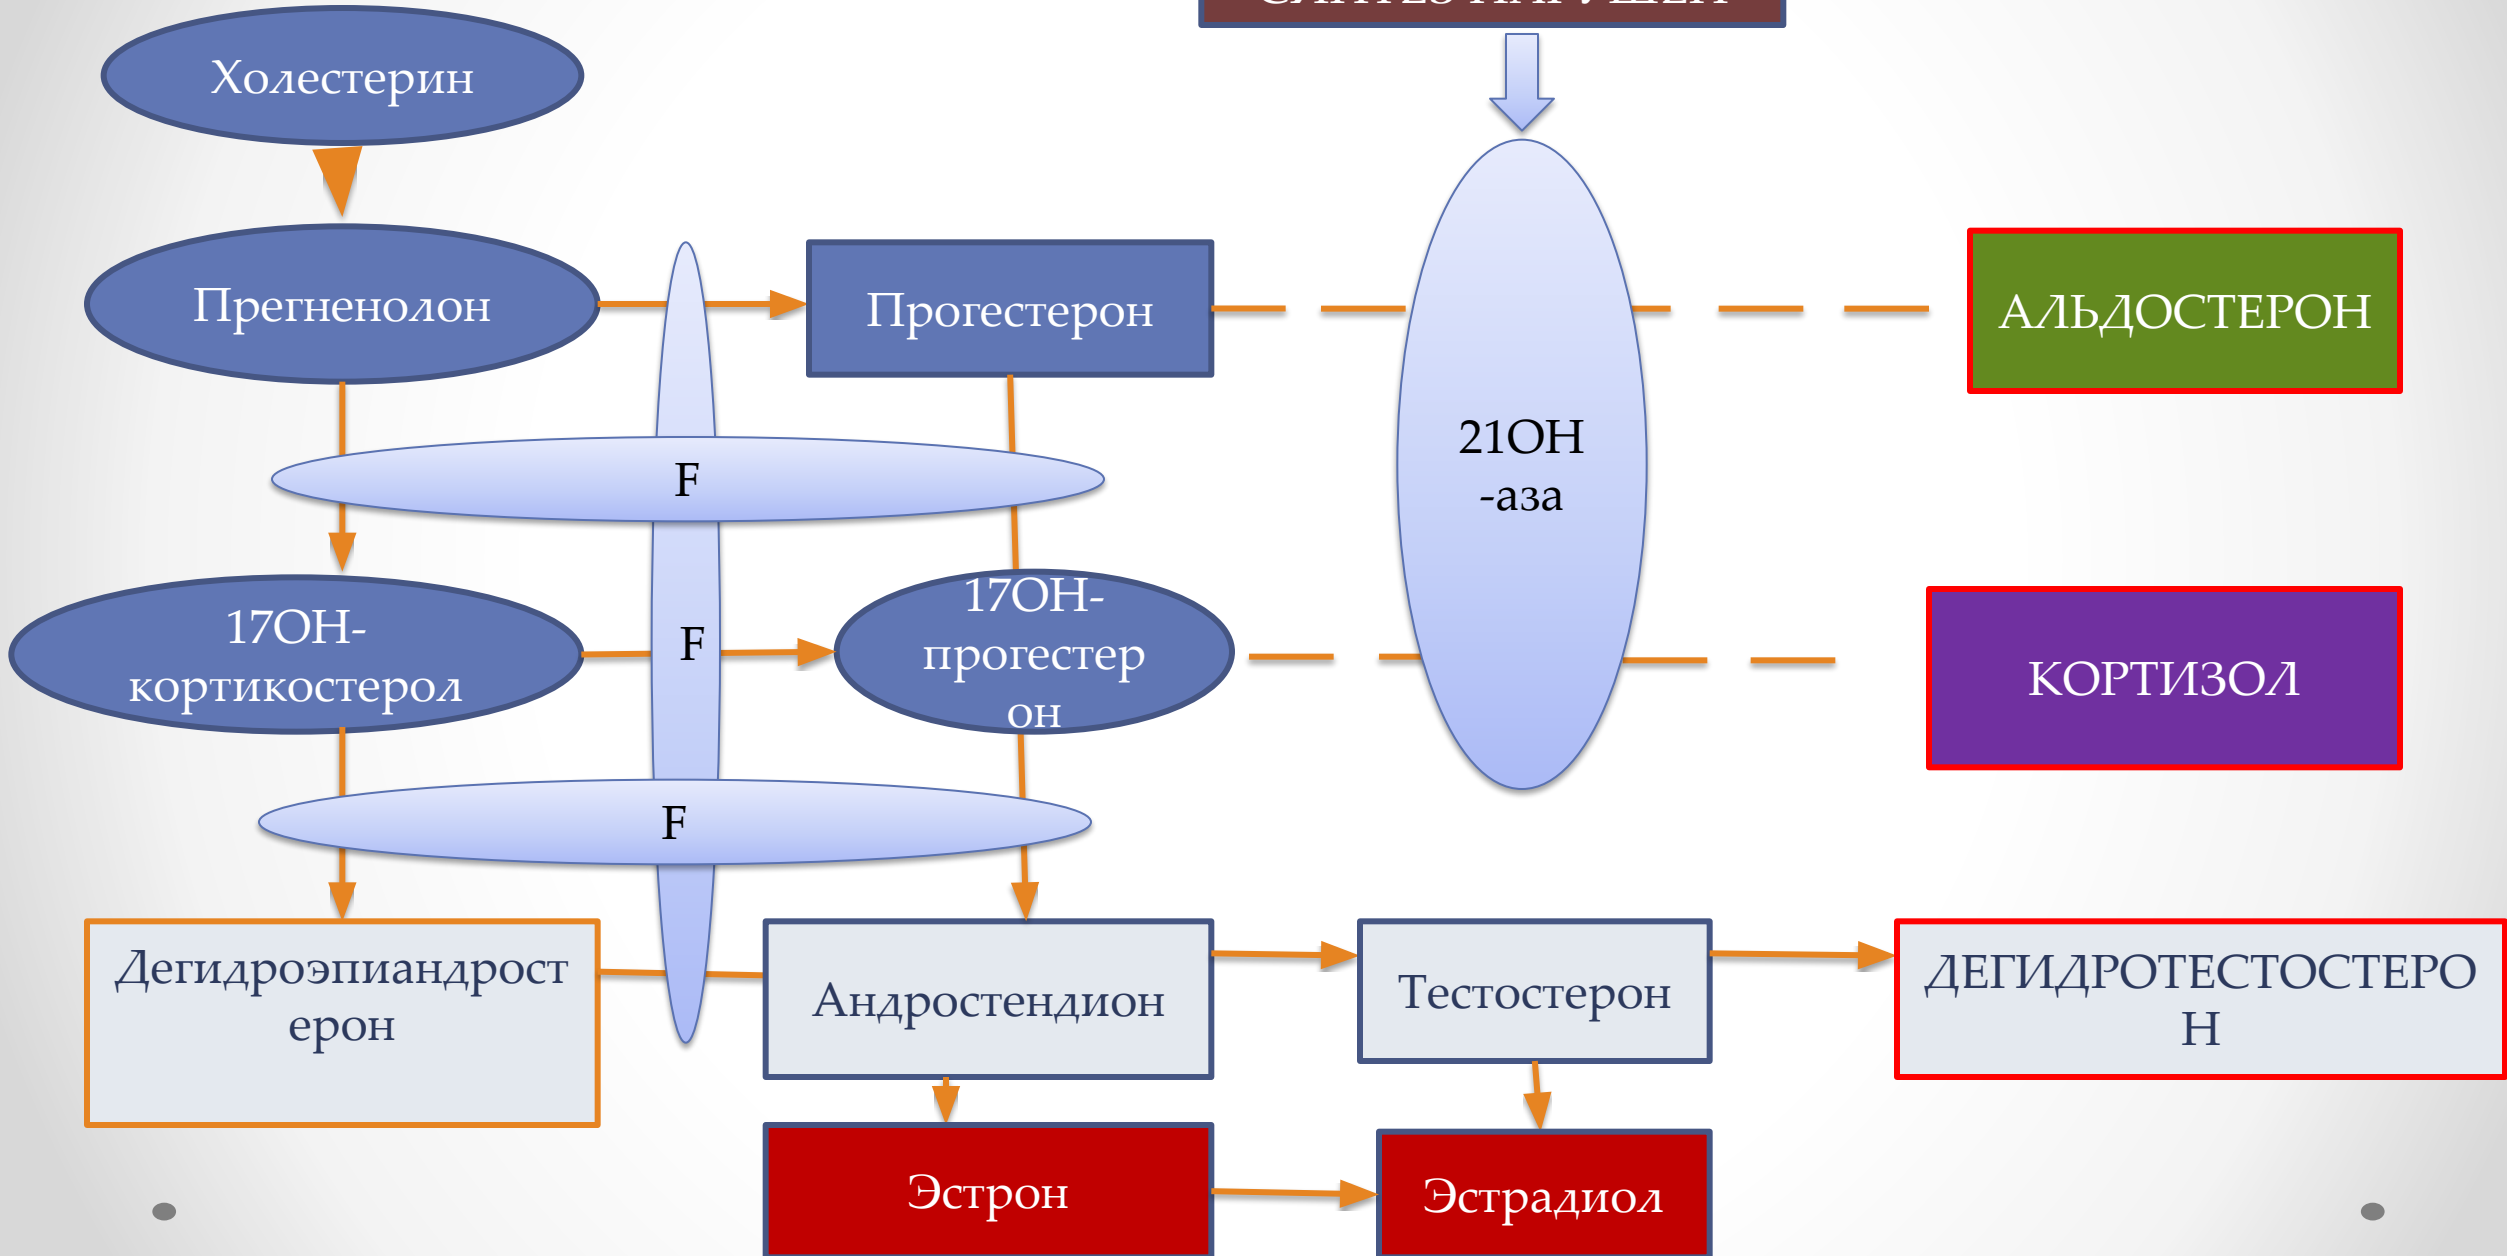 Холестерин
Прегненолон
Прогестерон
АЛЬДОСТЕРОН
21ОН
-аза
F
17ОН-
кортикостерол
F
17ОН-
прогестер
он
КОРТИЗОЛ
F
Дегидроэпиандрост
ерон
Андростендион
Тестостерон
ДЕГИДРОТЕСТОСТЕРО
Н
Эстрон
Эстрадиол